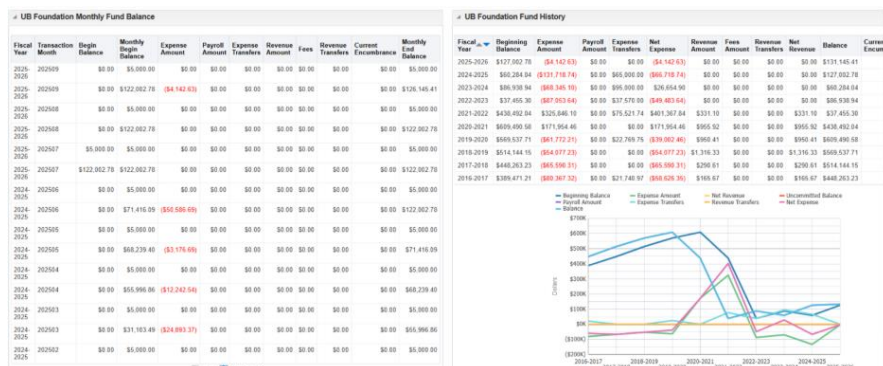 UB Foundation Monthly Fund Balance
Fiscal Year Transaction Month Begin Balance Monthly Begin Balance Expense Amount Payroll Amount Expense Transfers Revenue Amount Fees Revenue Transfers Current Encumbrance Monthly End Balance
2025-2026 202509 $0.00 $5,000.00 $0.00 $0.00 $0.00 $0.00 $0.00 $0.00 $0.00 $5,000.00
2025-2026 202509 $0.00 $122,002.78 ($4,142.63) $0.00 $0.00 $0.00 $0.00 $0.00 $0.00 $126,145.41
2025-2026 202508 $0.00 $5,000.00 $0.00 $0.00 $0.00 $0.00 $0.00 $0.00 $0.00 $5,000.00
2025-2026 202508 $0.00 $122,002.78 $0.00 $0.00 $0.00 $0.00 $0.00 $0.00 $0.00 $122,002.78
2025-2026 202507 $5,000.00 $5,000.00 $0.00 $0.00 $0.00 $0.00 $0.00 $0.00 $0.00 $5,000.00
2025-2026 202507 $122,002.78 $122,002.78 $0.00 $0.00 $0.00 $0.00 $0.00 $0.00 $0.00 $122,002.78
2024-2025 202506 $0.00 $5,000.00 $0.00 $0.00 $0.00 $0.00 $0.00 $0.00 $0.00 $5,000.00
2024-2025 202506 $0.00 $71,416.09 ($50,586.69) $0.00 $0.00 $0.00 $0.00 $0.00 $0.00 $122,002.78
2024-2025 202505 $0.00 $5,000.00 $0.00 $0.00 $0.00 $0.00 $0.00 $0.00 $0.00 $5,000.00
2024-2025 202505 $0.00 $68,239.40 ($3,176.69) $0.00 $0.00 $0.00 $0.00 $0.00 $0.00 $71,416.09
2024-2025 202504 $0.00 $5,000.00 $0.00 $0.00 $0.00 $0.00 $0.00 $0.00 $0.00 $5,000.00
2024-2025 202504 $0.00 $55,996.86 ($12,242.54) $0.00 $0.00 $0.00 $0.00 $0.00 $0.00 $68,239.40
2024-2025 202503 $0.00 $5,000.00 $0.00 $0.00 $0.00 $0.00 $0.00 $0.00 $0.00 $5,000.00
2024-2025 202503 $0.00 $31,103.49 ($24,893.37) $0.00 $0.00 $0.00 $0.00 $0.00 $0.00 $55,996.86
2024-2025 202502 $0.00 $5,000.00 $0.00 $0.00 $0.00 $0.00 $0.00 $0.00 $0.00 $5,000.00
UB Foundation Fund History
Fiscal Year Beginning Balance Expense Amount Payroll Amount Expense Transfers Net Expense Revenue Amount Fees Amount Revenue Transfers Net Revenue Balance
2025-2026 $127,002.78 ($4,142.63) $0.00 $0.00 ($4,142.63) $0.00 $0.00 $0.00 $0.00 $131,145.41
2024-2025 $60,284.04 ($131,718.74) $0.00 $65,000.00 ($66,718.74) $0.00 $0.00 $0.00 $0.00 $127,002.78
2023-2024 $86,938.94 ($68,345.10) $0.00 $95,000.00 $26,654.90 $0.00 $0.00 $0.00 $0.00 $60,284.04
2022-2023 $37,455.30 ($87,053.64) $0.00 $37,570.00 ($49,483.64) $0.00 $0.00 $0.00 $0.00 $86,938.94
2021-2022 $438,492.04 $325,846.10 $0.00 $75,521.74 $401,367.84 $331.10 $0.00 $0.00 $331.10 $37,455.30
2020-2021 $609,490.58 $171,954.46 $0.00 $0.00 $171,954.46 $955.92 $0.00 $0.00 $955.92 $438,492.04
2019-2020 $569,537.71 ($61,772.21) $0.00 $22,769.75 ($39,002.46) $950.41 $0.00 $0.00 $950.41 $609,490.58
2018-2019 $514,144.15 ($54,077.23) $0.00 $0.00 ($54,077.23) $1,316.33 $0.00 $0.00 $1,316.33 $569,537.71
2017-2018 $448,263.23 ($65,590.31) $0.00 $0.00 ($65,590.31) $290.61 $0.00 $0.00 $290.61 $514,144.15
2016-2017 $389,471.21 ($80,367.32) $0.00 $21,740.97 ($58,626.35) $165.67 $0.00 $0.00 $165.67 $448,263.23
Beginning Balance Expense Amount Net Revenue Uncommitted Balance
Payroll Amount Expense Transfers Revenue Transfers Net Expense
Balance
$700K
$600K
$500K
$400K
$300K
$200K
$100K
$0K
($100K)
($200K)
Dollars
2016-2017 2018-2019 2020-2021 2022-2023 2024-2025